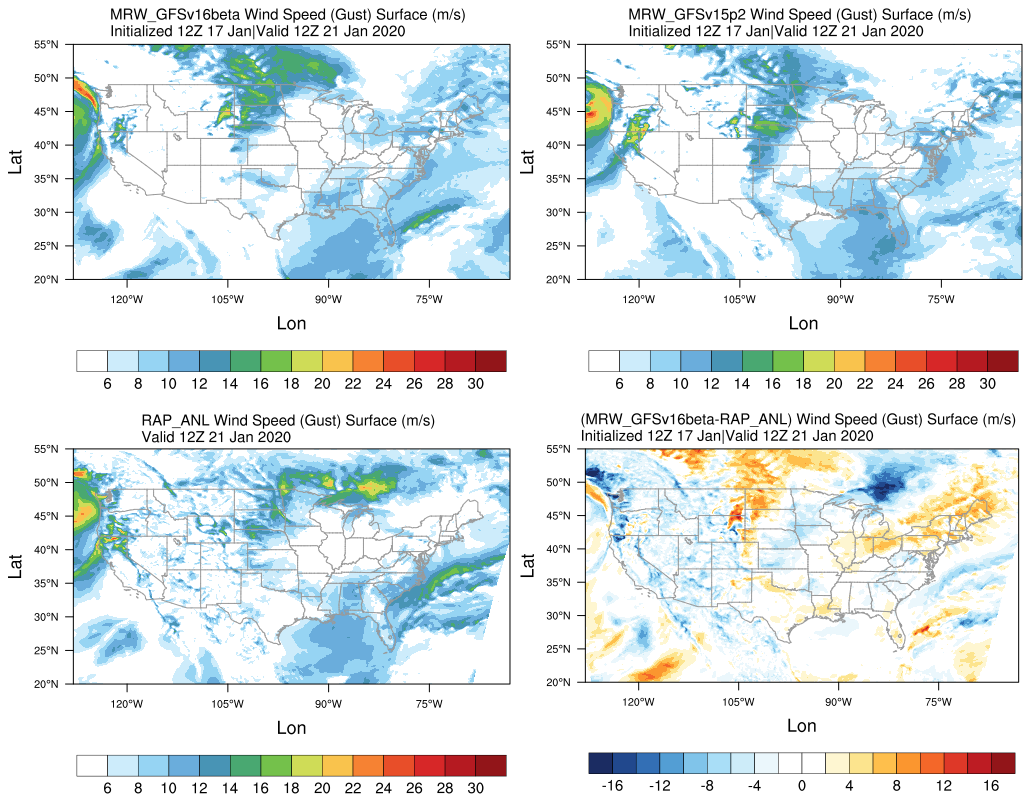 MRW_GFSv16beta Wind Speed (Gust) Surface (m/s)
Initialized 12Z 17 Jan|Valid 12Z 21 Jan 2020
55°N
50°N
45°N
40°N
35°N
30°N
25°N
20°N
Lat
120°W 105°W 90°W 75°W
Lon
6 8 10 12 14 16 18 20 22 24 26 28 30
MRW_GFSv15p2 Wind Speed (Gust) Surface (m/s)
Initialized 12Z 17 Jan|Valid 12Z 21 Jan 2020
55°N
50°N
45°N
40°N
35°N
30°N
25°N
20°N
Lat
120°W 105°W 90°W 75°W
Lon
6 8 10 12 14 16 18 20 22 24 26 28 30
RAP_ANL Wind Speed (Gust) Surface (m/s)
Valid 12Z 21 Jan 2020
55°N
50°N
45°N
40°N
35°N
30°N
25°N
20°N
Lat
120°W 105°W 90°W 75°W
Lon
6 8 10 12 14 16 18 20 22 24 26 28 30
(MRW_GFSv16beta-RAP_ANL) Wind Speed (Gust) Surface (m/s)
Initialized 12Z 17 Jan|Valid 12Z 21 Jan 2020
55°N
50°N
45°N
40°N
35°N
30°N
25°N
20°N
Lat
120°W 105°W 90°W 75°W
Lon
-16 -12 -8 -4 0 4 8 12 16